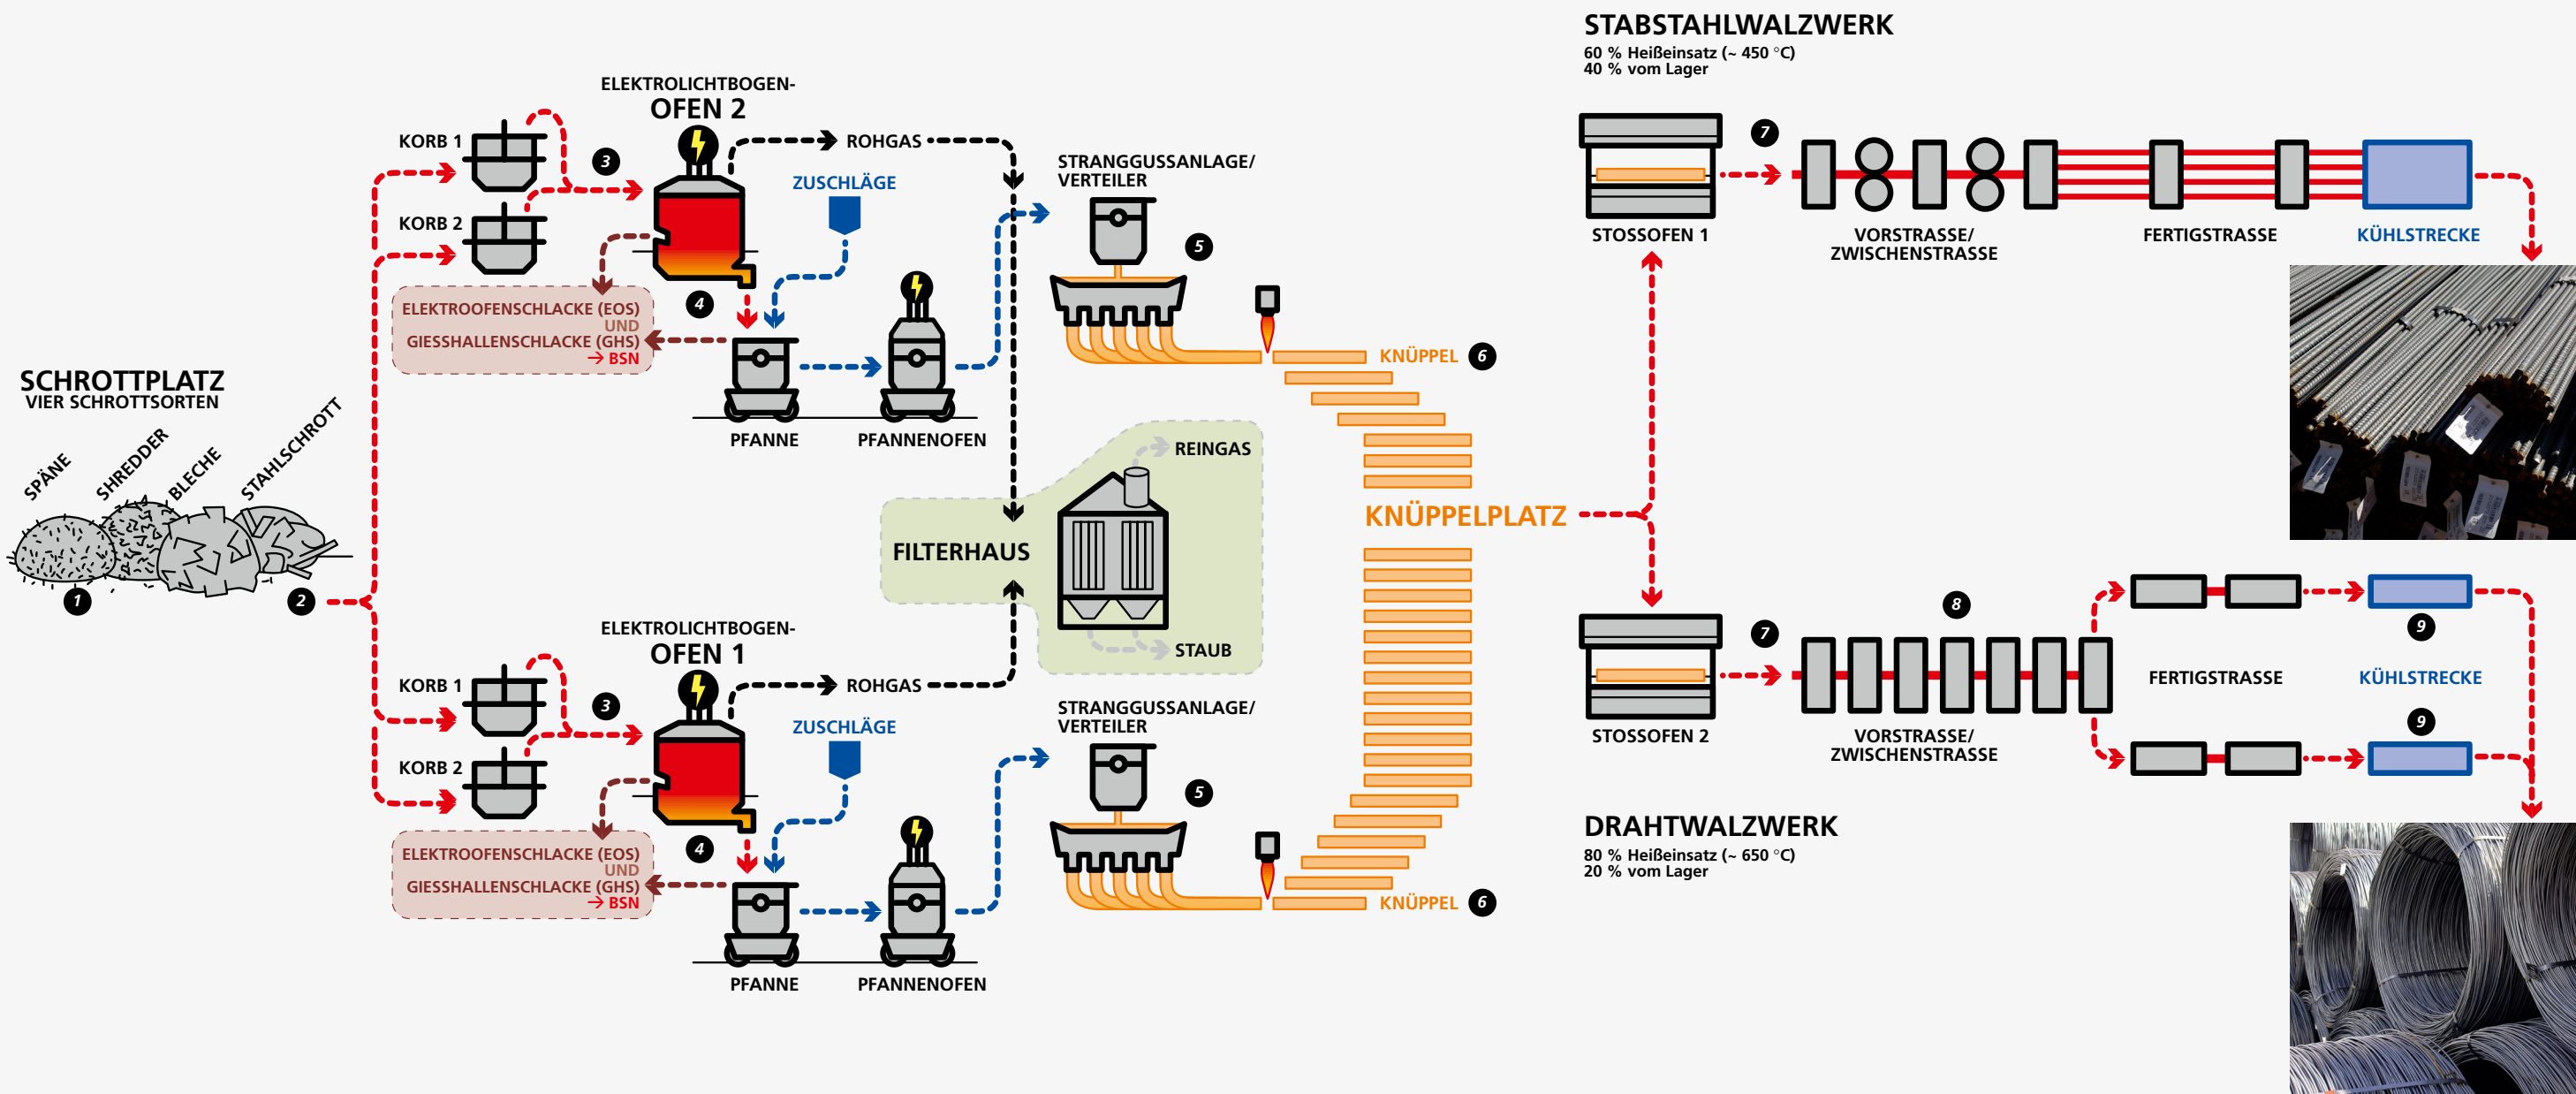 SCHROTTPLATZ
VIER SCHROTTSORTEN
SPÄNE
SHREDDER
BLECHE
STAHLSCHROTT
1
2
KORB 1
KORB 2
3
ELEKTROLICHTBOGEN-
OFEN 2
ROHGAS
ZUSCHLÄGE
4
ELEKTROOFENSCHLACKE (EOS)
UND
GIESSHALLENSCHLACKE (GHS)
→ BSN
PFANNE
PFANNENOFEN
STRANGGUSSANLAGE/
VERTEILER
5
KNÜPPEL
6
FILTERHAUS
REINGAS
STAUB
KORB 1
KORB 2
3
ELEKTROLICHTBOGEN-
OFEN 1
ROHGAS
ZUSCHLÄGE
4
ELEKTROOFENSCHLACKE (EOS)
UND
GIESSHALLENSCHLACKE (GHS)
→ BSN
PFANNE
PFANNENOFEN
STRANGGUSSANLAGE/
VERTEILER
5
KNÜPPEL
6
KNÜPPELPLATZ
STABSTAHLWALZWERK
60 % Heißeinsatz (~ 450 °C)
40 % vom Lager
STOSSOFEN 1
7
VORSTRASSE/
ZWISCHENSTRASSE
FERTIGSTRASSE
KÜHLSTRECKE
STOSSOFEN 2
7
8
VORSTRASSE/
ZWISCHENSTRASSE
FERTIGSTRASSE
9
KÜHLSTRECKE
9
DRAHTWALZWERK
80 % Heißeinsatz (~ 650 °C)
20 % vom Lager